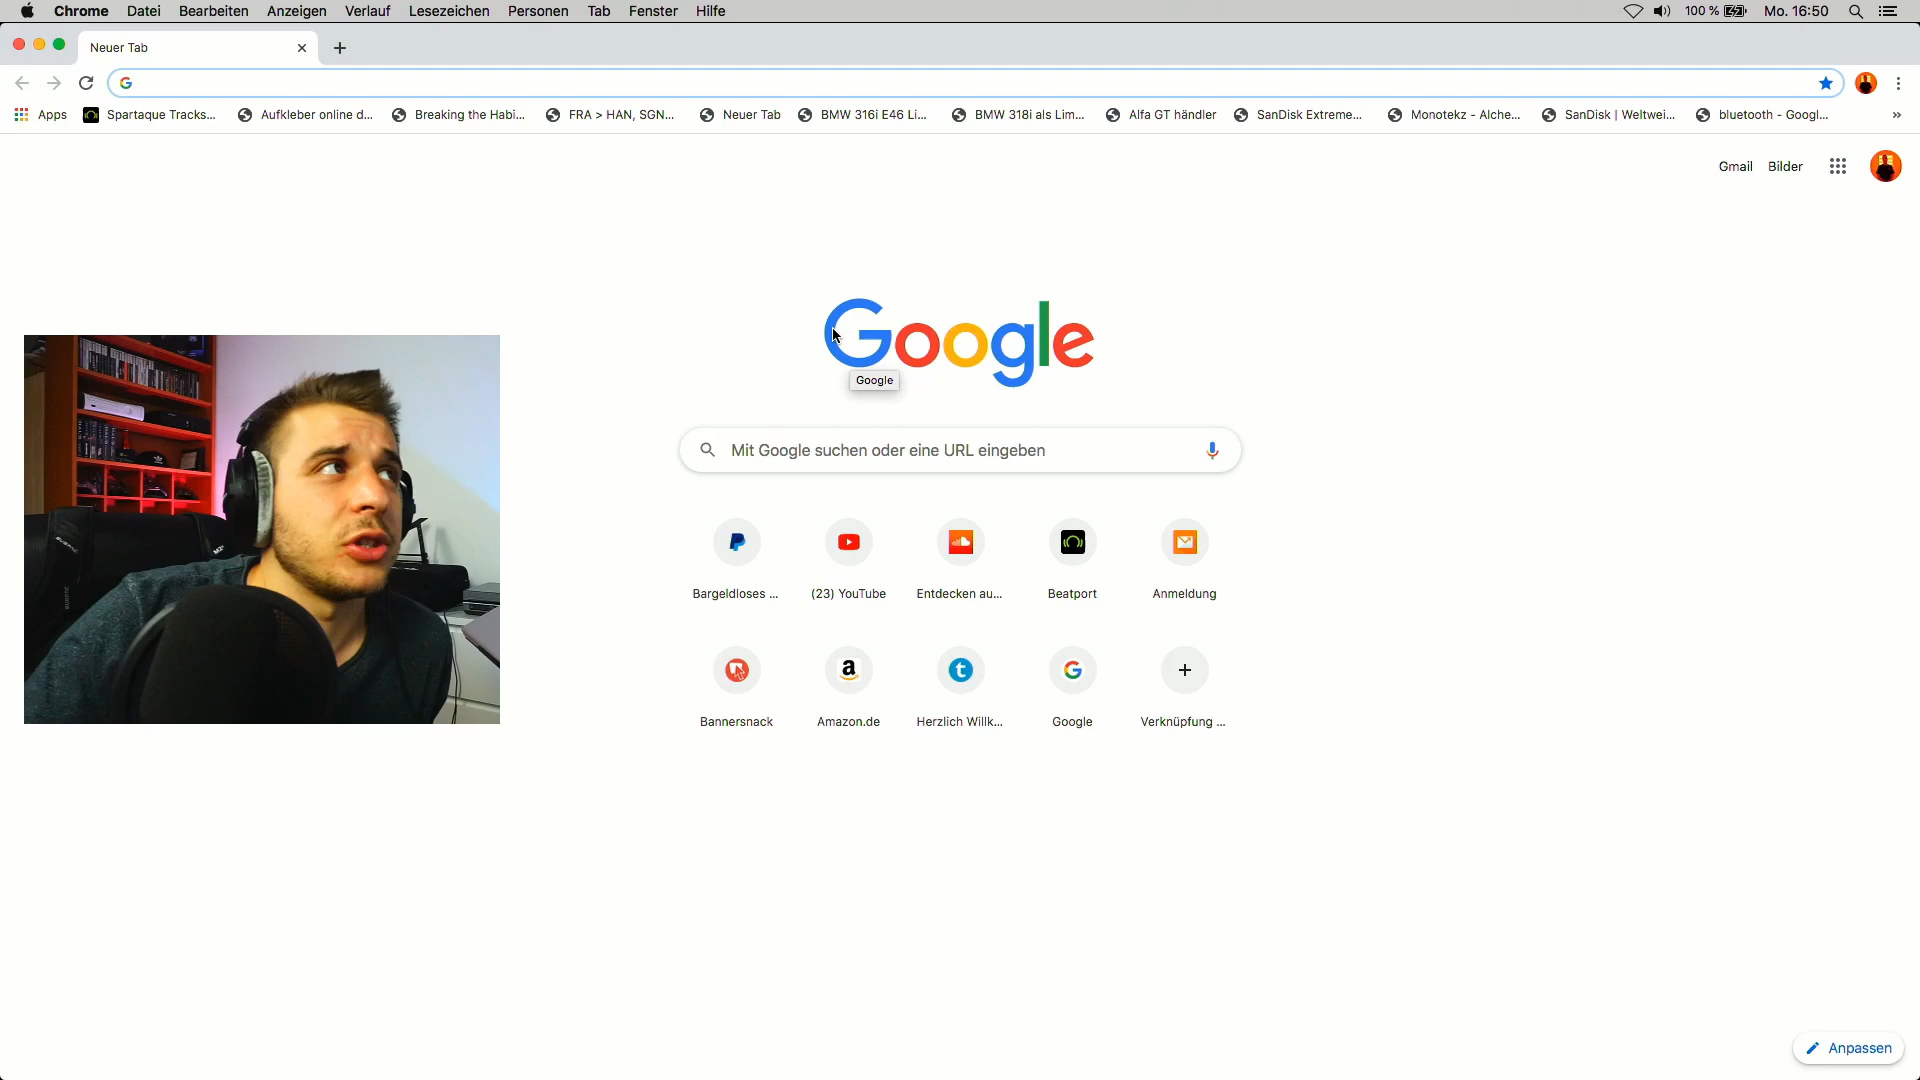 Chrome Datei Bearbeiten Anzeigen Verlauf Lesezeichen Personen Tab Fenster Hilfe 100 % Mo. 16:50
Neuer Tab
Apps Spartaque Tracks... Aufkleber online d... Breaking the Habi... FRA > HAN, SGN... Neuer Tab BMW 316i E46 Li... BMW 318i als Lim... Alfa GT händler SanDisk Extreme... Monotekz - Alche... SanDisk | Weltwei... bluetooth - Googl... »
Gmail Bilder
Google
Google
Mit Google suchen oder eine URL eingeben
Bargeldloses ... (23) YouTube Entdecken au... Beatport Anmeldung
Bannersnack Amazon.de Herzlich Willk... Google Verknüpfung ...
Anpassen